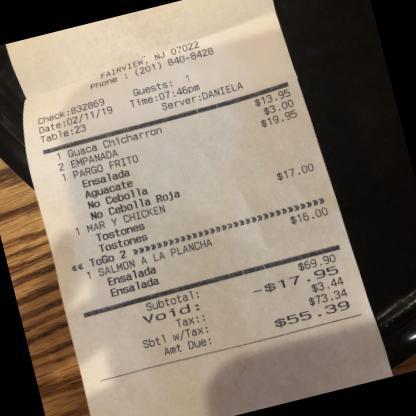 FAIRVIEW, NJ 07022
Phone : (201) 840-8428
Guests: 1
Check:832869
Date:02/11/19 Time:07:46pm
Table:23 Server:DANIELA
1 Guaca Chicharron $13.95
2 EMPANADA $3.00
1 PARGO FRITO $19.95
Ensalada
Aguacate
No Cebolla
No Cebolla Roja
1 MAR Y CHICKEN $17.00
Tostones
Tostones
«« ToGo 2 »»»»»»»»»»»»»»»»»»»»»»»»»»
1 SALMON A LA PLANCHA $16.00
Ensalada
Ensalada
Subtotal: $69.90
Void: -$17.95
Tax:: $3.44
Sbtl w/Tax: $73.34
Amt Due: $55.39